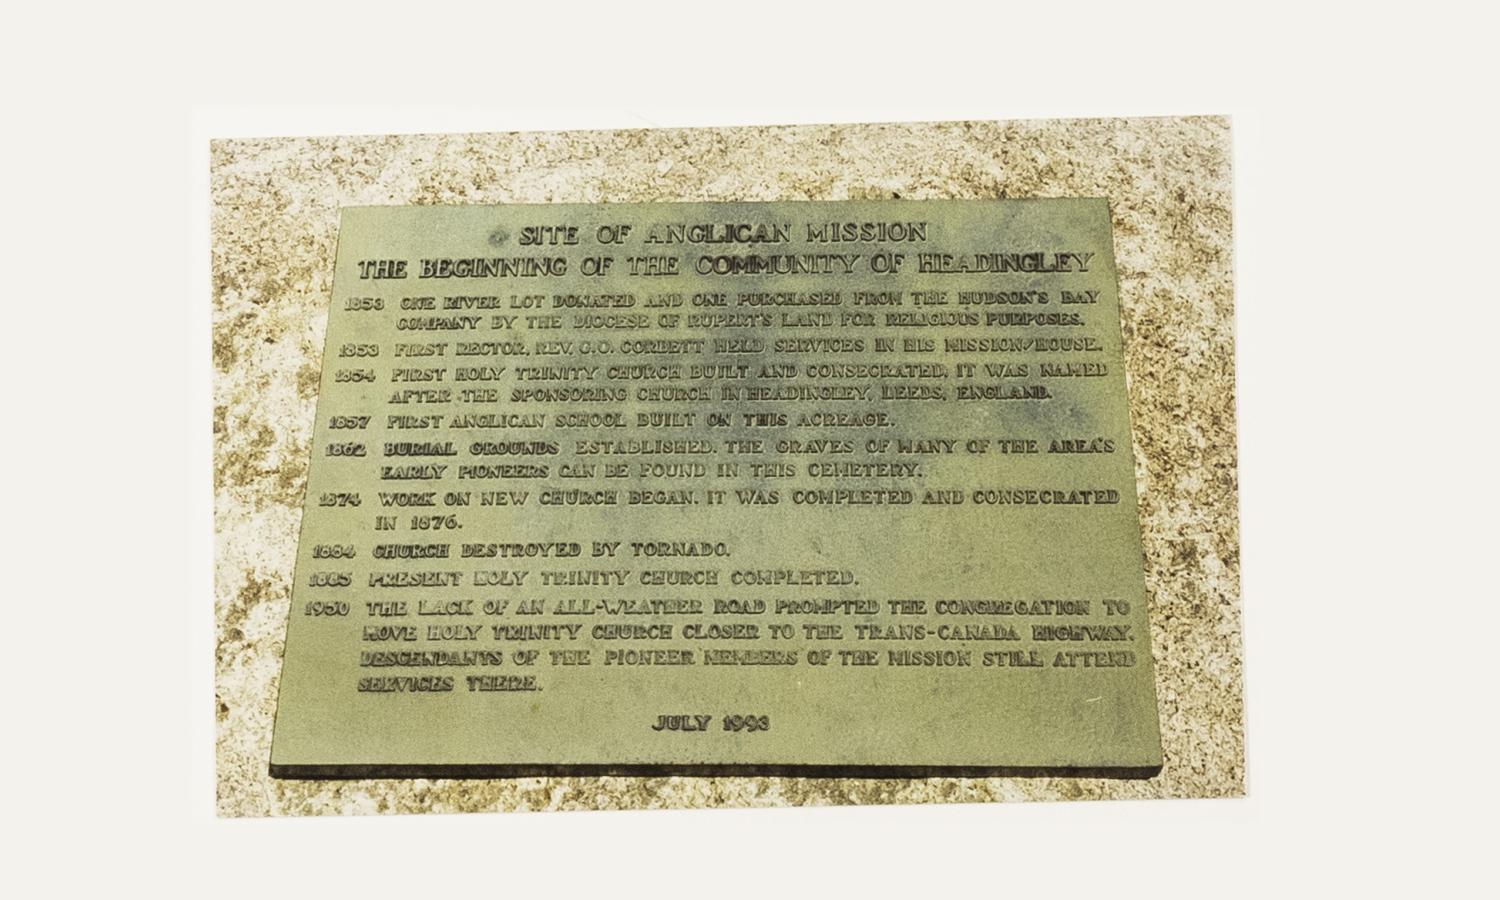 SITE OF ANGLICAN MISSION
THE BEGINNING OF THE COMMUNITY OF HEADINGLEY
1853 ONE RIVER LOT DONATED AND ONE PURCHASED FROM THE HUDSON'S BAY
COMPANY BY THE DIOCESE OF RUPERT'S LAND FOR RELIGIOUS PURPOSES.
1853 FIRST RECTOR, REV. G.O. CORBETT HELD SERVICES IN HIS MISSION/HOUSE.
1854 FIRST HOLY TRINITY CHURCH BUILT AND CONSECRATED. IT WAS NAMED
AFTER THE SPONSORING CHURCH IN HEADINGLEY, LEEDS, ENGLAND.
1857 FIRST ANGLICAN SCHOOL BUILT ON THIS ACREAGE.
1862 BURIAL GROUNDS ESTABLISHED. THE GRAVES OF MANY OF THE AREA'S
EARLY PIONEERS CAN BE FOUND IN THIS CEMETERY.
1874 WORK ON NEW CHURCH BEGAN. IT WAS COMPLETED AND CONSECRATED
IN 1876.
1884 CHURCH DESTROYED BY TORNADO.
1885 PRESENT HOLY TRINITY CHURCH COMPLETED.
1950 THE LACK OF AN ALL-WEATHER ROAD PROMPTED THE CONGREGATION TO
MOVE HOLY TRINITY CHURCH CLOSER TO THE TRANS-CANADA HIGHWAY.
DESCENDANTS OF THE PIONEER MEMBERS OF THE MISSION STILL ATTEND
SERVICES THERE.
JULY 1993